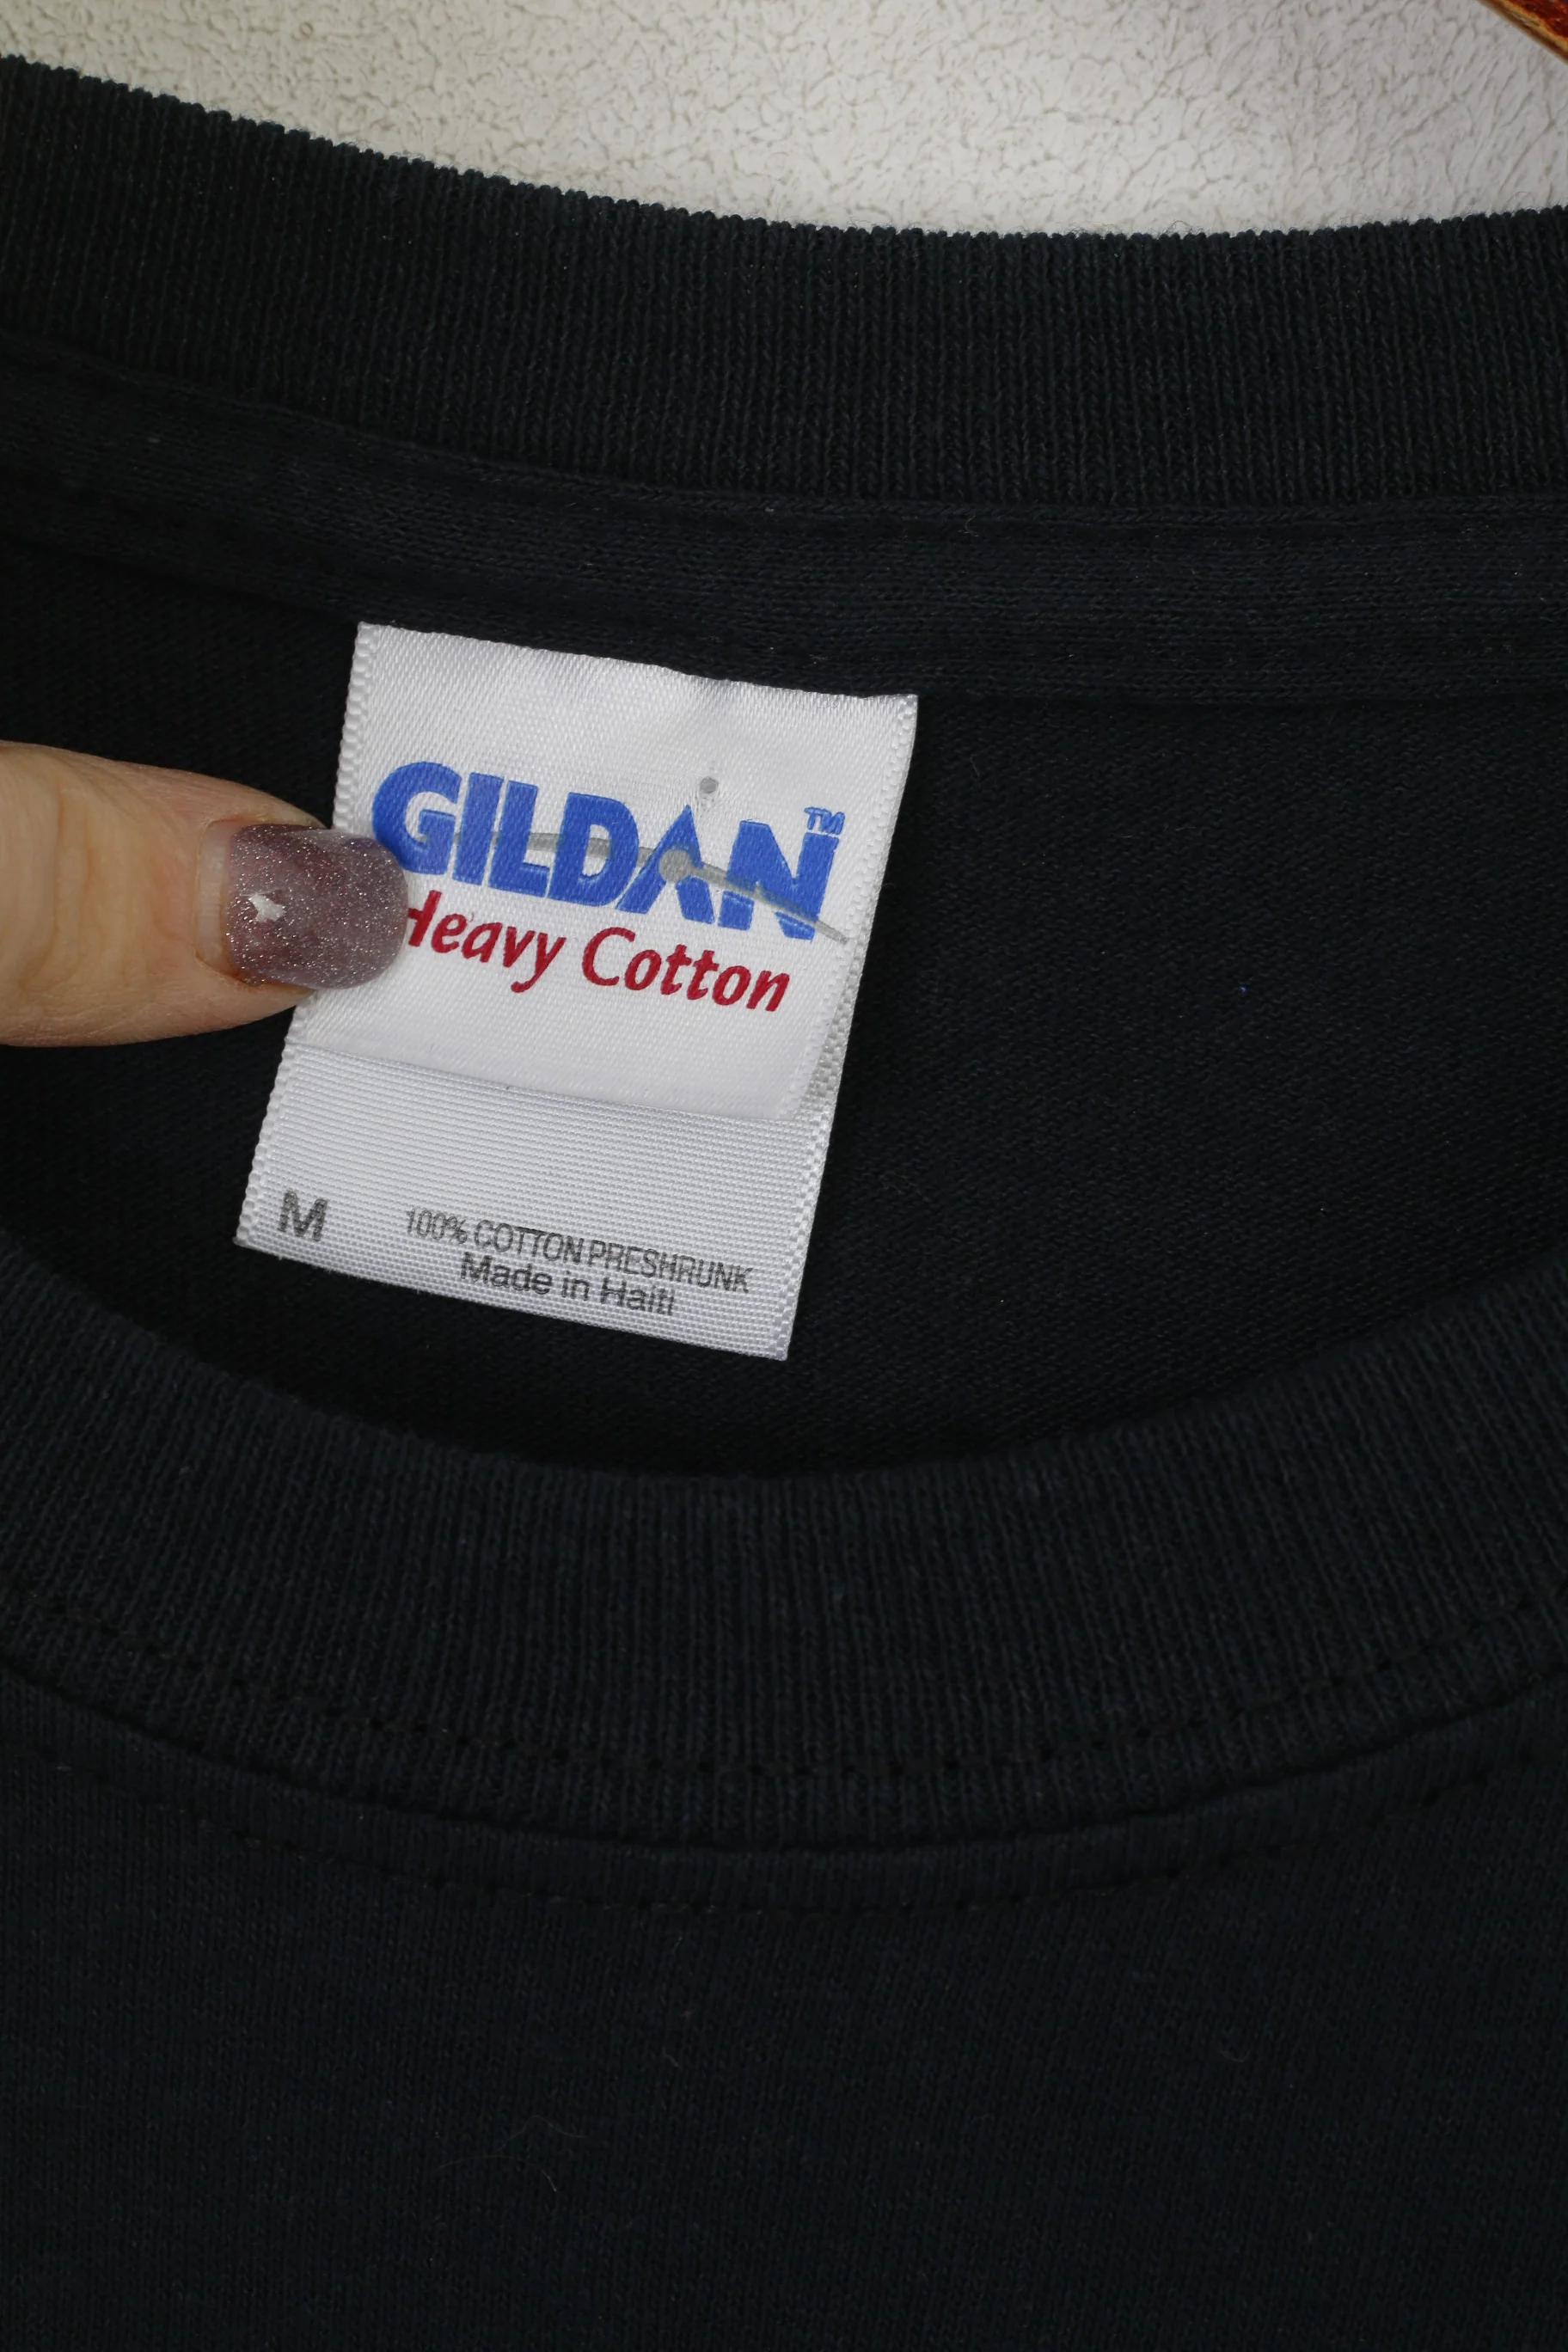 GILDAN™
Heavy Cotton
M
100% COTTON PRESHRUNK
Made in Haiti